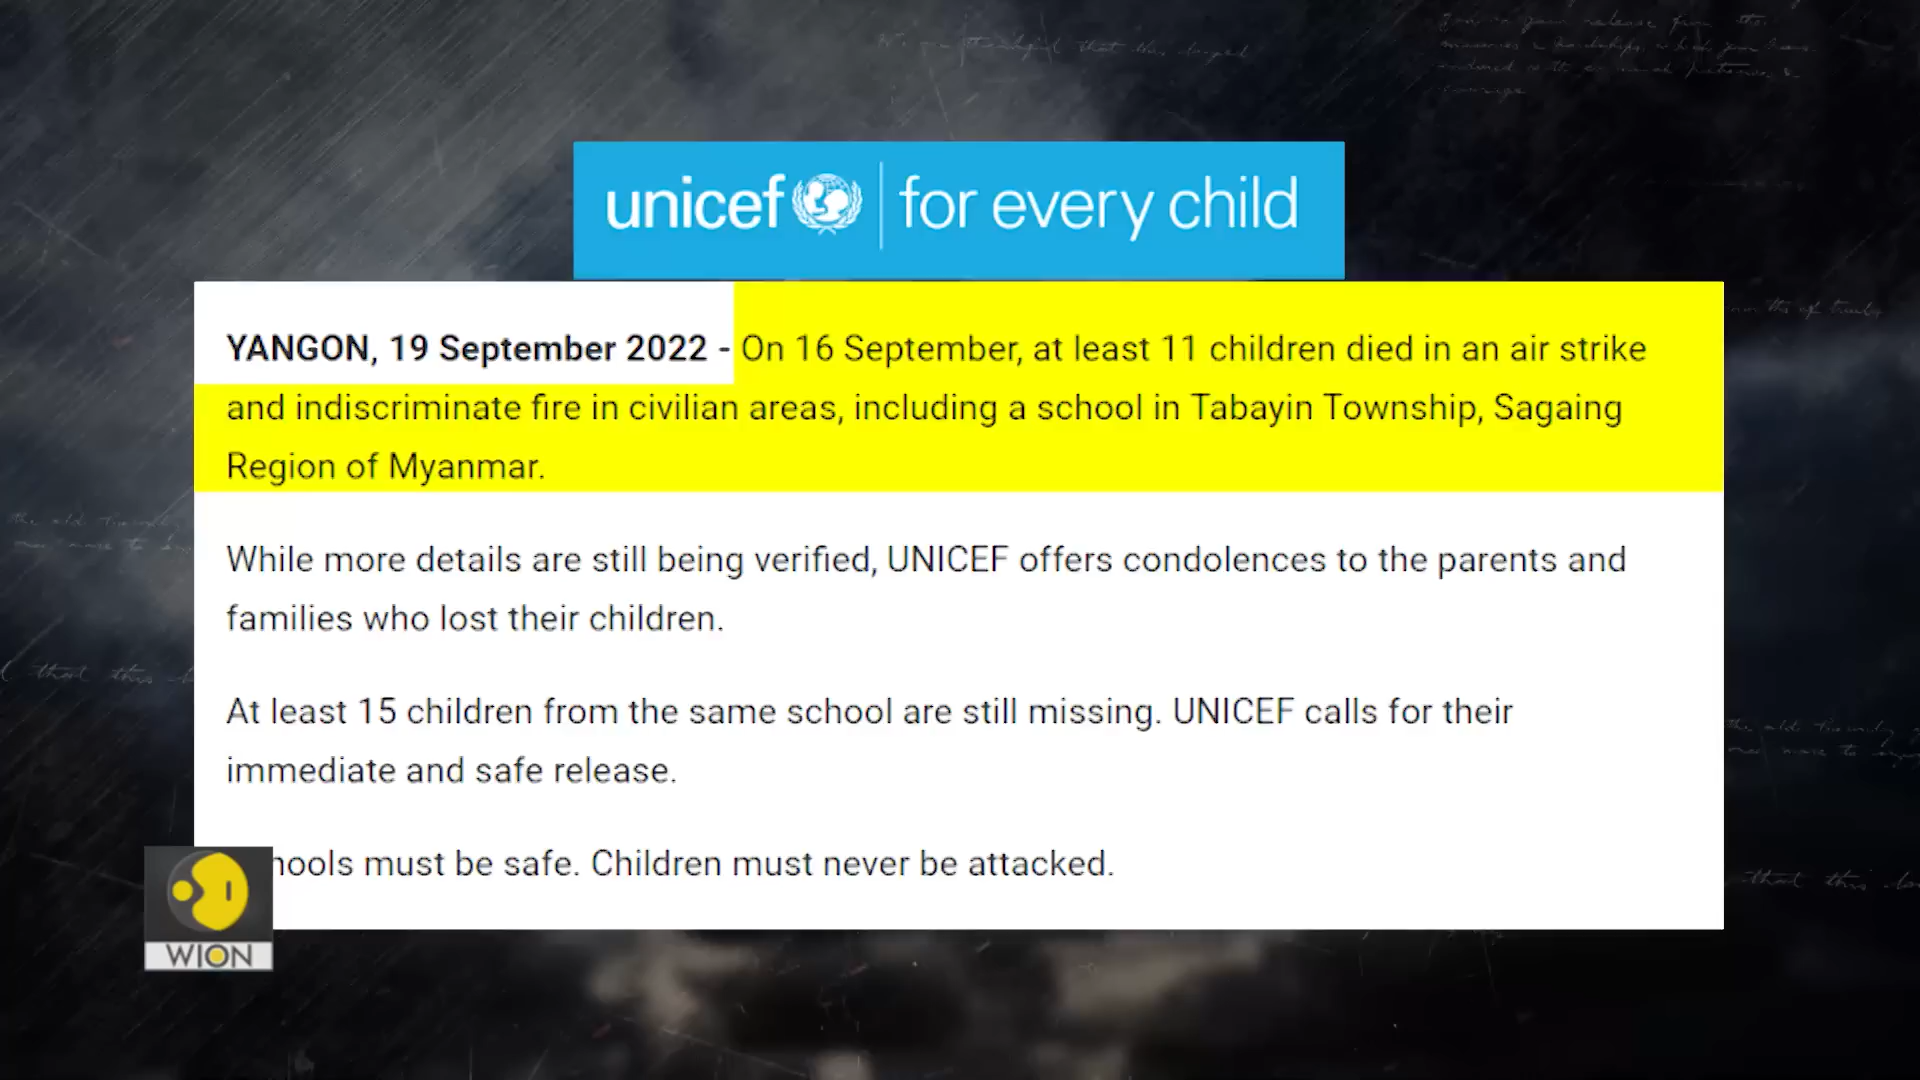 unicef for every child
YANGON, 19 September 2022 - On 16 September, at least 11 children died in an air strike
and indiscriminate fire in civilian areas, including a school in Tabayin Township, Sagaing
Region of Myanmar.
While more details are still being verified, UNICEF offers condolences to the parents and
families who lost their children.
At least 15 children from the same school are still missing. UNICEF calls for their
immediate and safe release.
hools must be safe. Children must never be attacked.
WION